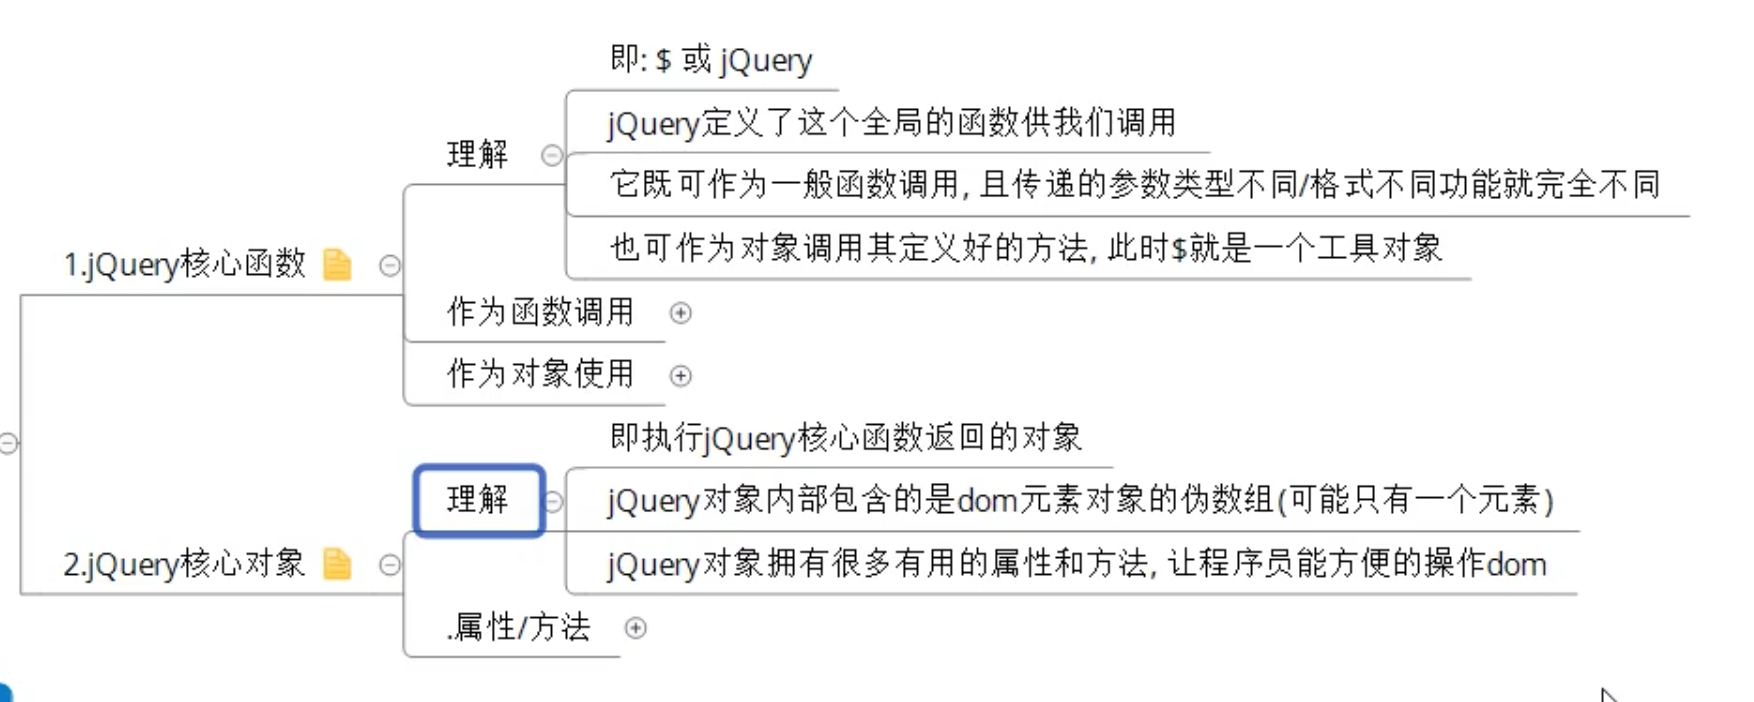 即: $ 或 jQuery
jQuery定义了这个全局的函数供我们调用
理解
它既可作为一般函数调用, 且传递的参数类型不同/格式不同功能就完全不同
也可作为对象调用其定义好的方法, 此时$就是一个工具对象
1.jQuery核心函数
作为函数调用
作为对象使用
即执行jQuery核心函数返回的对象
理解
jQuery对象内部包含的是dom元素对象的伪数组(可能只有一个元素)
jQuery对象拥有很多有用的属性和方法, 让程序员能方便的操作dom
2.jQuery核心对象
.属性/方法